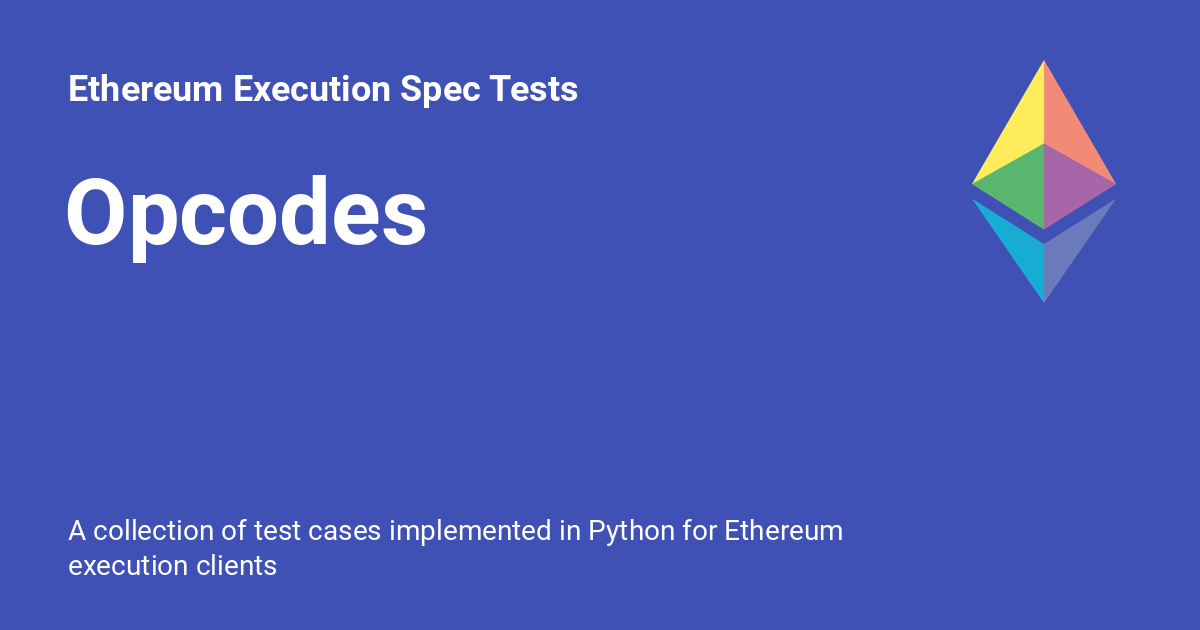 Ethereum Execution Spec Tests
Opcodes
A collection of test cases implemented in Python for Ethereum
execution clients